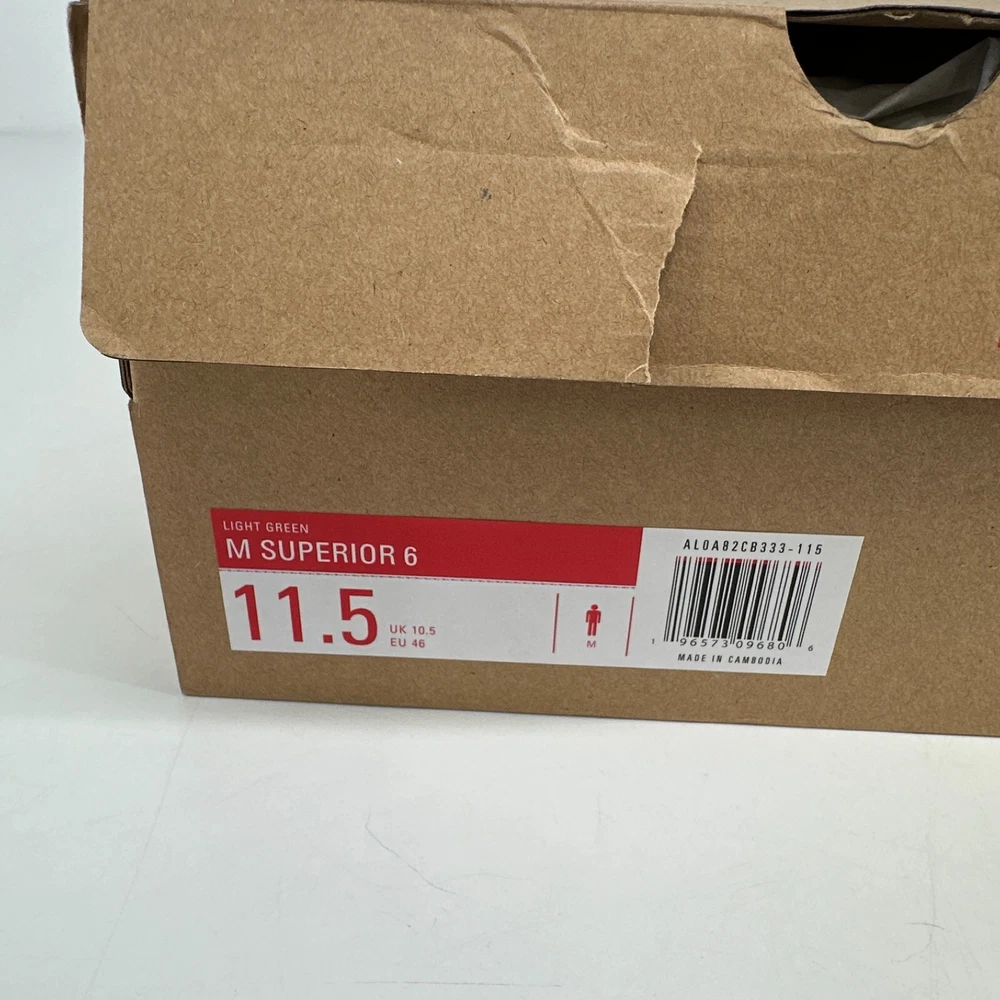 LIGHT GREEN
M SUPERIOR 6
11.5
UK 10.5
EU 46
M
AL0A82CB333-115
1 96573 09680 6
MADE IN CAMBODIA